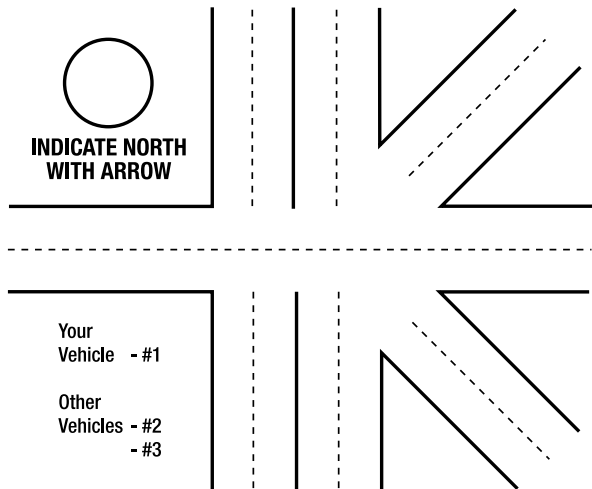 INDICATE NORTH
WITH ARROW
Your
Vehicle - #1
Other
Vehicles - #2
- #3